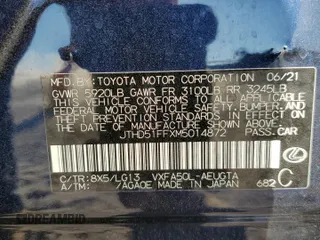 MFD. BY: TOYOTA MOTOR CORPORATION 06/21
GVWR 5920LB GAWR FR 3100LB RR 3245LB
THIS VEHICLE CONFORMS TO ALL APPLICABLE
FEDERAL MOTOR VEHICLE SAFETY, BUMPER, AND
THEFT PREVENTION STANDARDS IN EFFECT ON
THE DATE OF MANUFACTURE SHOWN ABOVE.
JTHD51FFXM5014872 PASS. CAR
C/TR: 8X5/LG13 VXFA50L-AEUGTA
A/TM: -/AGA0E MADE IN JAPAN 682 C